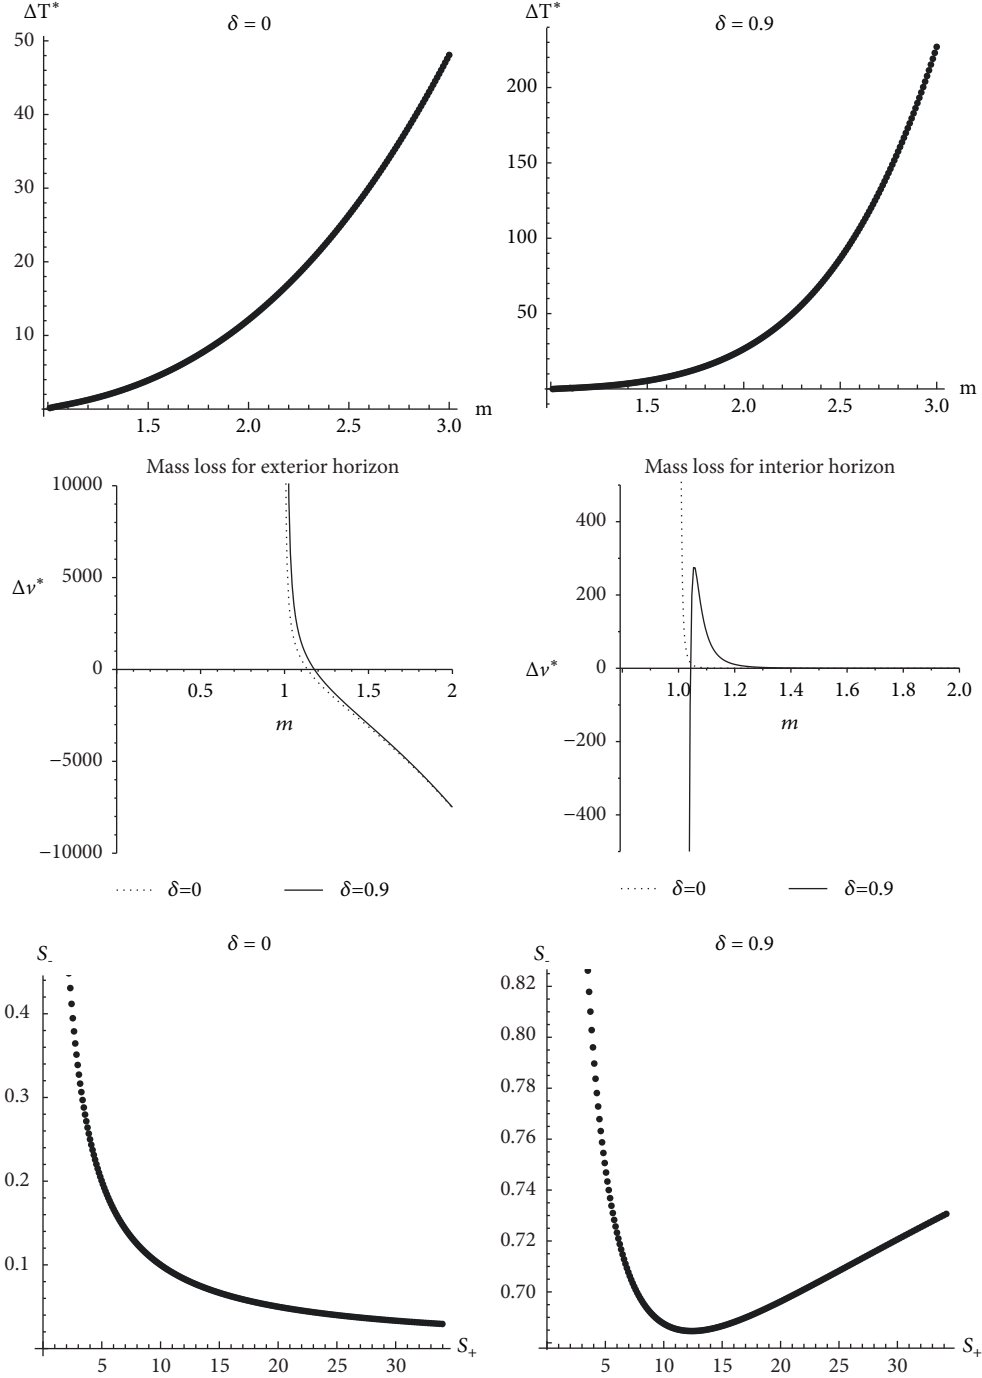 ΔT*
δ = 0
50
40
30
20
10
1.5 2.0 2.5 3.0
m
ΔT*
δ = 0.9
200
150
100
50
1.5 2.0 2.5 3.0
m
Mass loss for exterior horizon
10000
5000
0
−5000
−10000
Δν*
0.5 1 1.5 2
m
δ=0 δ=0.9
Mass loss for interior horizon
400
200
0
−200
−400
Δν*
1.0 1.2 1.4 1.6 1.8 2.0
m
δ=0 δ=0.9
S-
δ = 0
0.4
0.3
0.2
0.1
5 10 15 20 25 30
S+
S-
δ = 0.9
0.82
0.80
0.78
0.76
0.74
0.72
0.70
5 10 15 20 25 30
S+